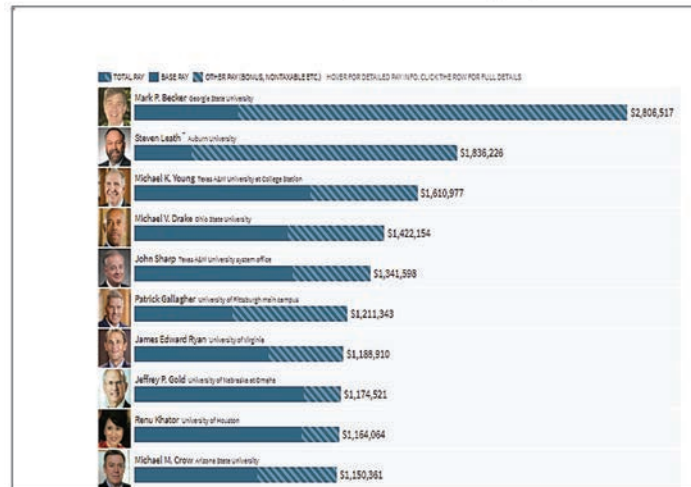 TOTAL PAY BASE PAY OTHER PAY (BONUS, NONTAXABLE ETC.) HOVER FOR DETAILED PAY INFO. CLICK THE ROW FOR FULL DETAILS
Mark P. Becker Georgia State University
$2,806,517
Steven Leath * Auburn University
$1,836,226
Michael K. Young Texas A&M University at College Station
$1,610,977
Michael V. Drake Ohio State University
$1,422,154
John Sharp Texas A&M University system office
$1,341,598
Patrick Gallagher University of Pittsburgh main campus
$1,211,343
James Edward Ryan University of Virginia
$1,186,910
Jeffrey P. Gold University of Nebraska at Omaha
$1,174,521
Renu Khator University of Houston
$1,164,064
Michael M. Crow Arizona State University
$1,150,361